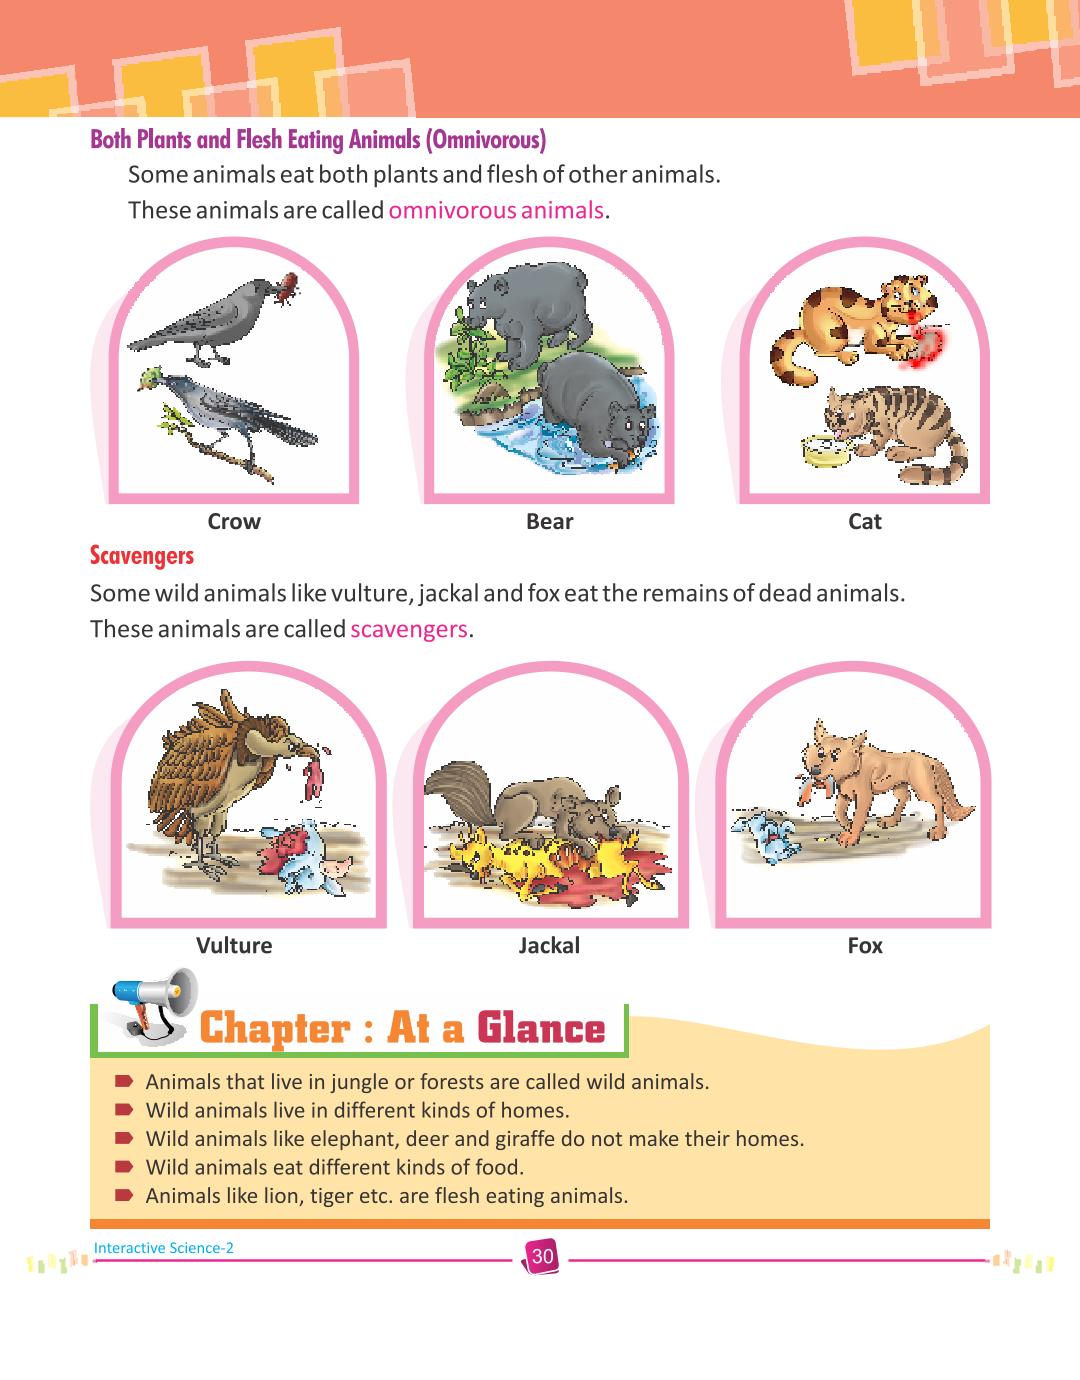 Both Plants and Flesh Eating Animals (Omnivorous)
Some animals eat both plants and flesh of other animals.
These animals are called omnivorous animals.
Crow Bear Cat
Scavengers
Some wild animals like vulture, jackal and fox eat the remains of dead animals.
These animals are called scavengers.
Vulture Jackal Fox
Chapter : At a Glance
Animals that live in jungle or forests are called wild animals.
Wild animals live in different kinds of homes.
Wild animals like elephant, deer and giraffe do not make their homes.
Wild animals eat different kinds of food.
Animals like lion, tiger etc. are flesh eating animals.
Interactive Science-2
30